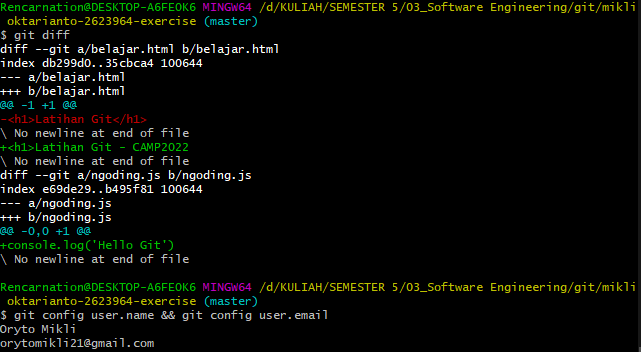 Rencarnation@DESKTOP-A6FEOK6 MINGW64 /d/KULIAH/SEMESTER 5/03_Software Engineering/git/mikli
oktarianto-2623964-exercise (master)
$ git diff
diff --git a/belajar.html b/belajar.html
index db299d0..35cbca4 100644
--- a/belajar.html
+++ b/belajar.html
@@ -1 +1 @@
-<h1>Latihan Git</h1>
\ No newline at end of file
+<h1>Latihan Git - CAMP2022
\ No newline at end of file
diff --git a/ngoding.js b/ngoding.js
index e69de29..b495f81 100644
--- a/ngoding.js
+++ b/ngoding.js
@@ -0,0 +1 @@
+console.log('Hello Git')
\ No newline at end of file
Rencarnation@DESKTOP-A6FEOK6 MINGW64 /d/KULIAH/SEMESTER 5/03_Software Engineering/git/mikli
oktarianto-2623964-exercise (master)
$ git config user.name && git config user.email
Oryto Mikli
orytomikli21@gmail.com